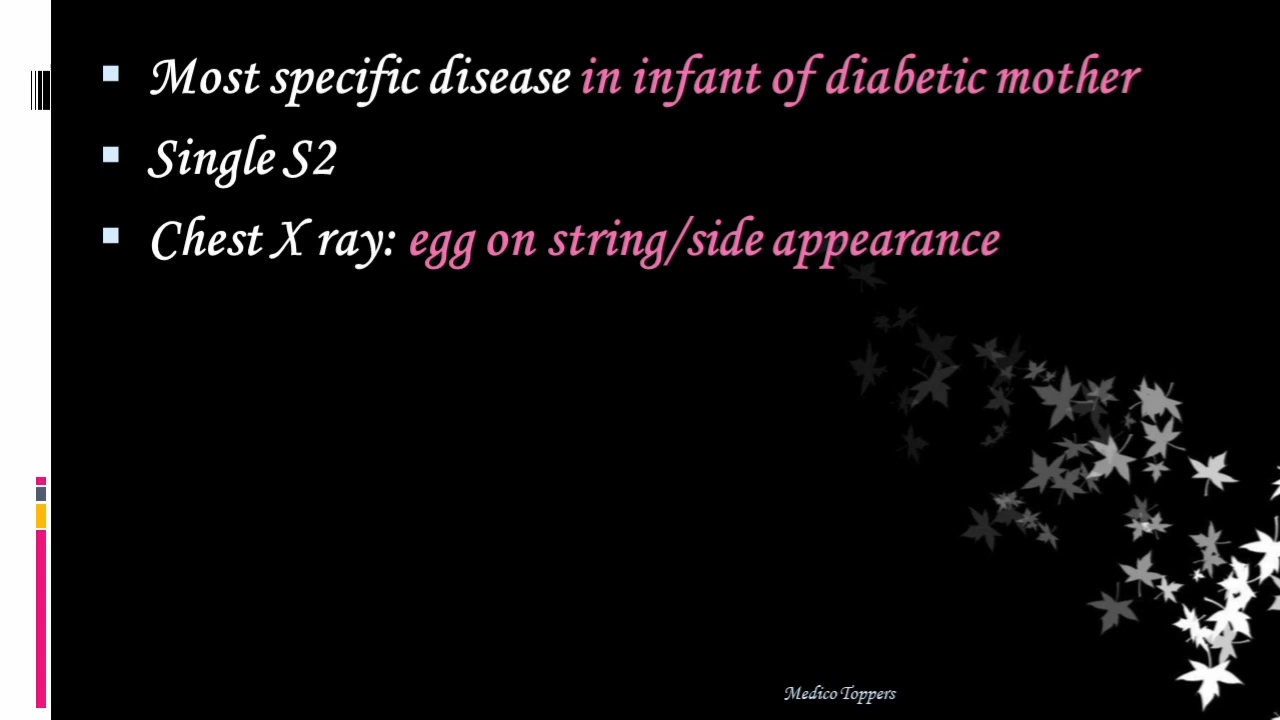 Most specific disease in infant of diabetic mother
Single S2
Chest X ray: egg on string/side appearance
Medico Toppers